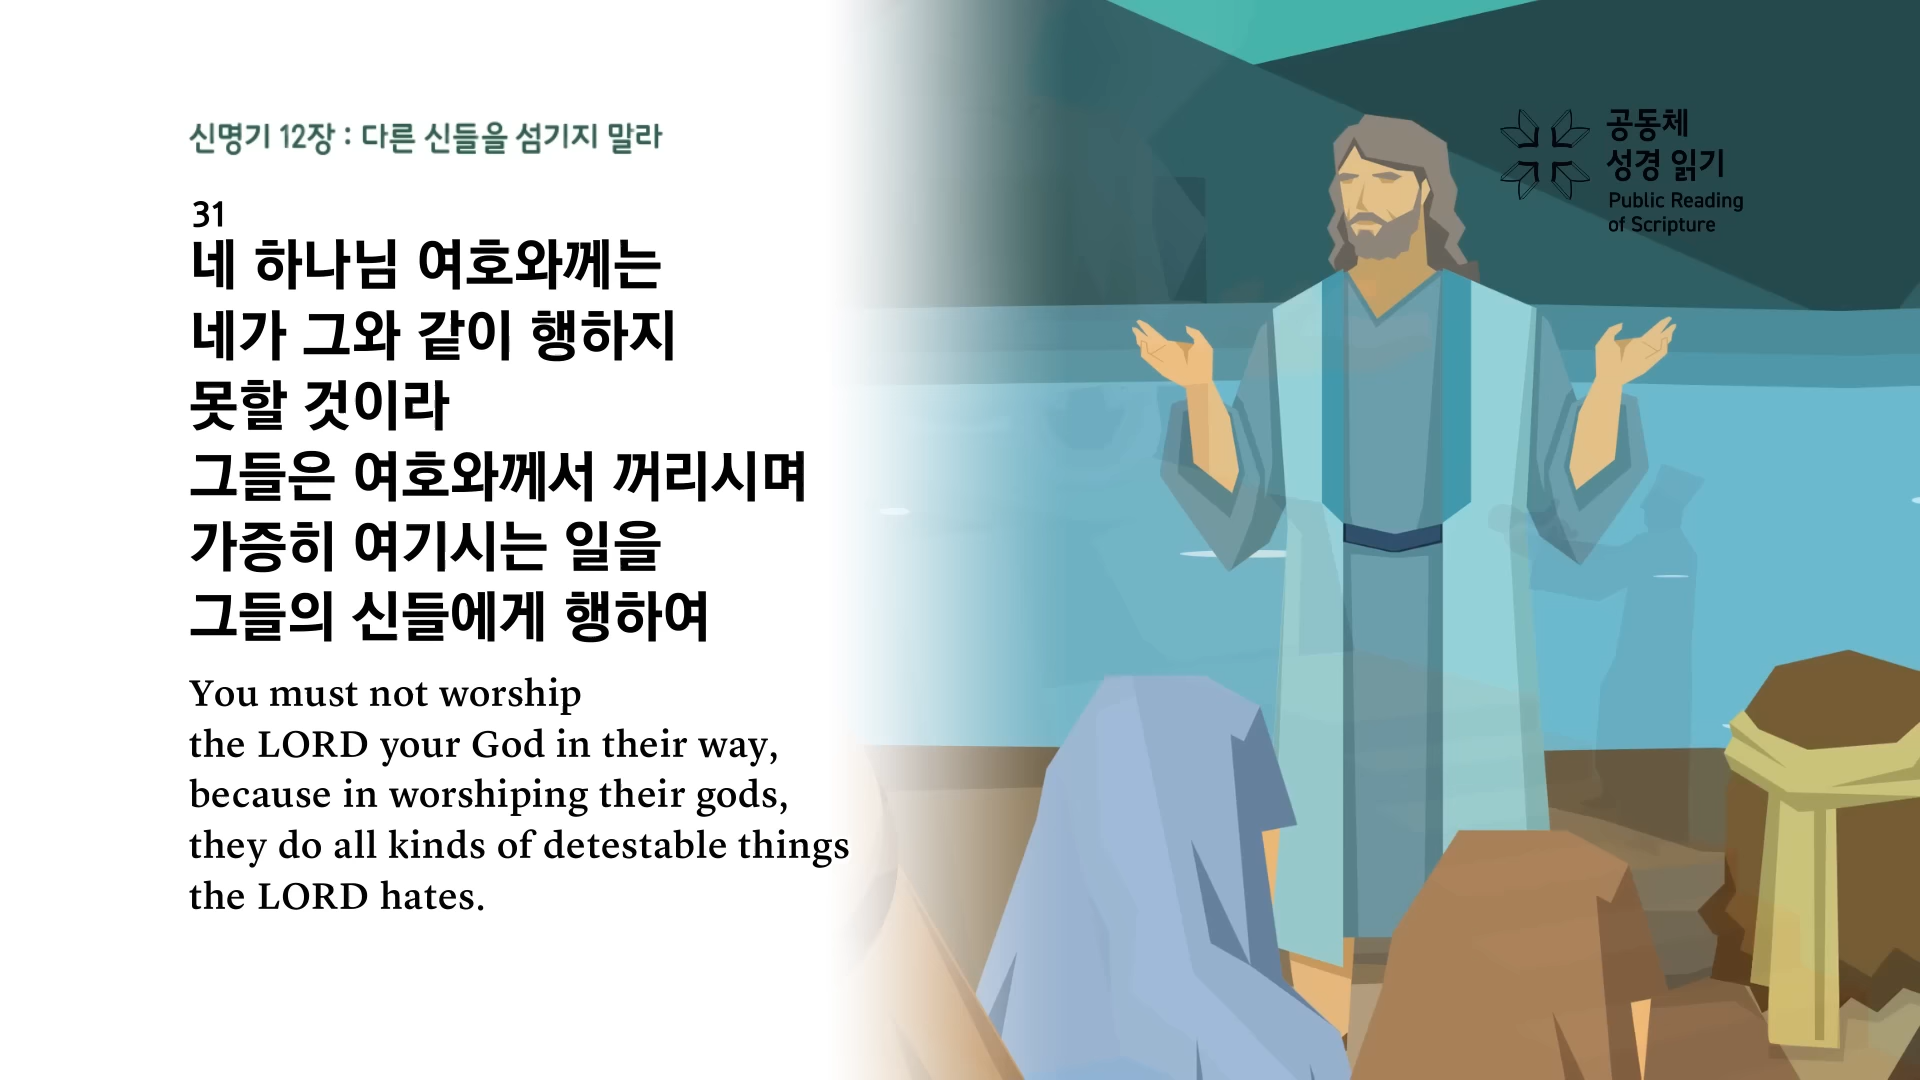 신명기 12장 : 다른 신들을 섬기지 말라
31
네 하나님 여호와께는
네가 그와 같이 행하지
못할 것이라
그들은 여호와께서 꺼리시며
가증히 여기시는 일을
그들의 신들에게 행하여
You must not worship
the LORD your God in their way,
because in worshiping their gods,
they do all kinds of detestable things
the LORD hates.
공동체
성경 읽기
Public Reading
of Scripture